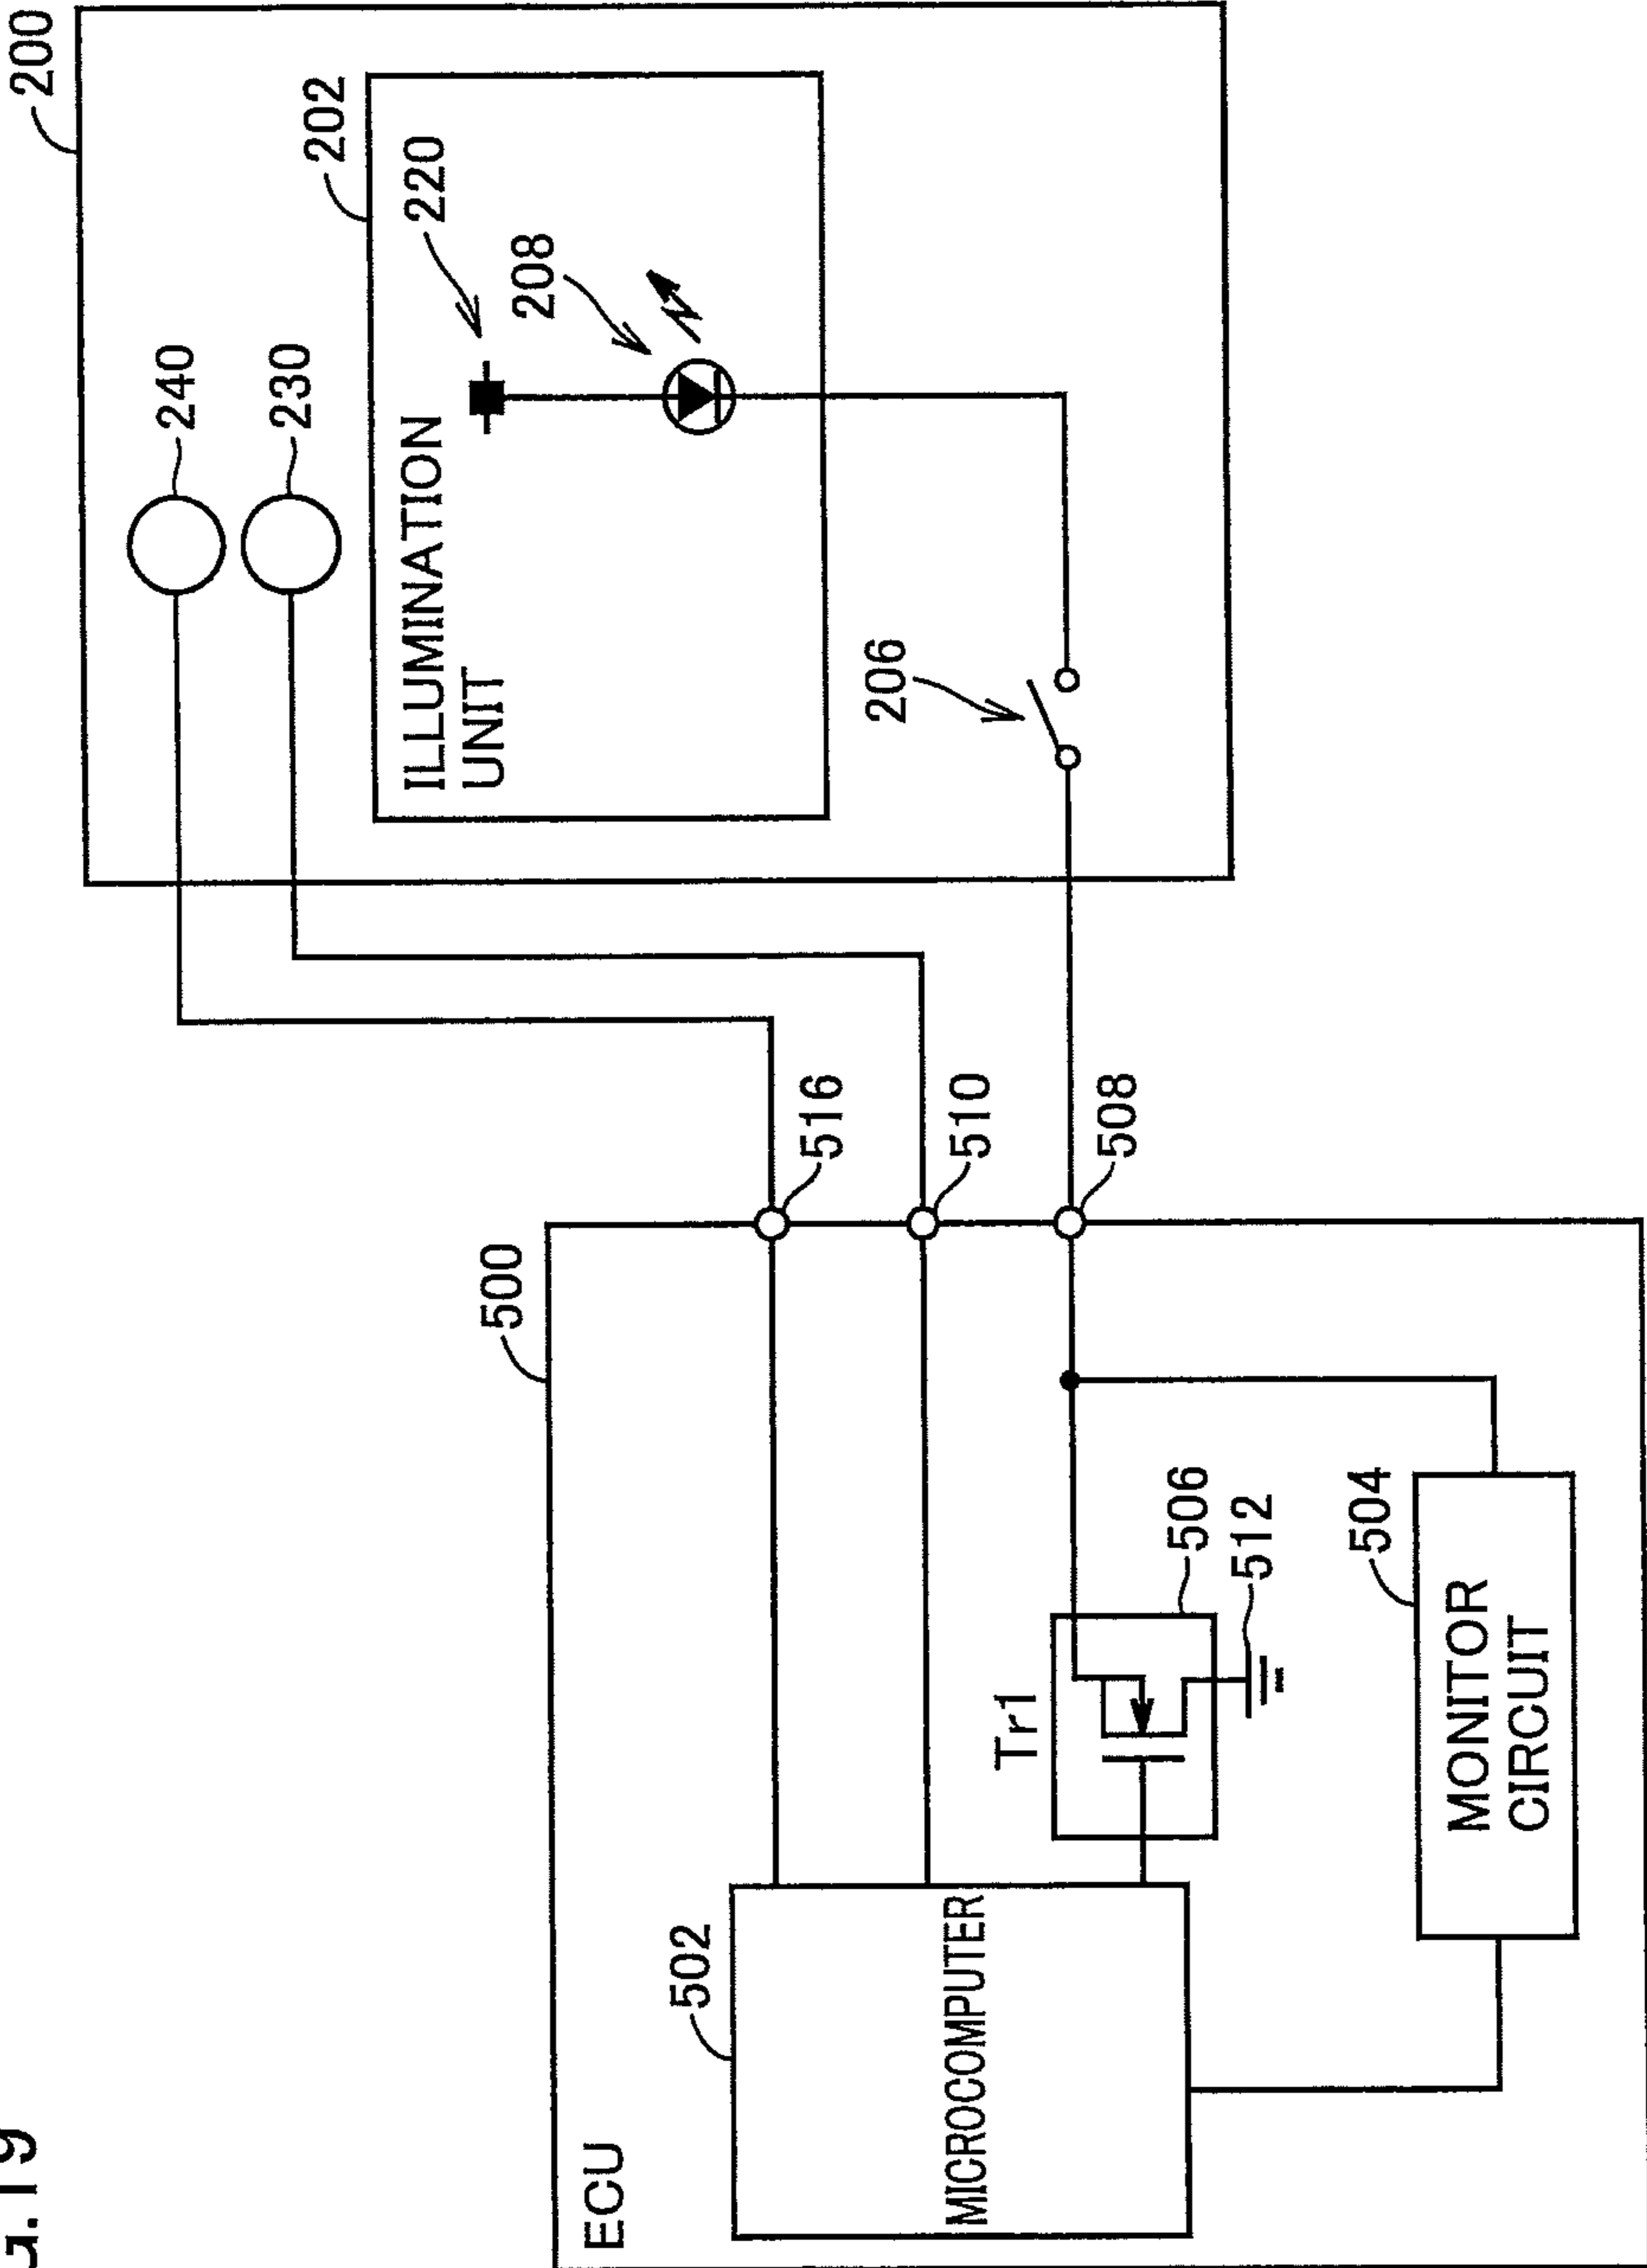 200
240
230
202
220
208
ILLUMINATION
UNIT
206
516
510
508
500
ECU
502
MICROCOMPUTER
Tr1
506
512
504
MONITOR
CIRCUIT